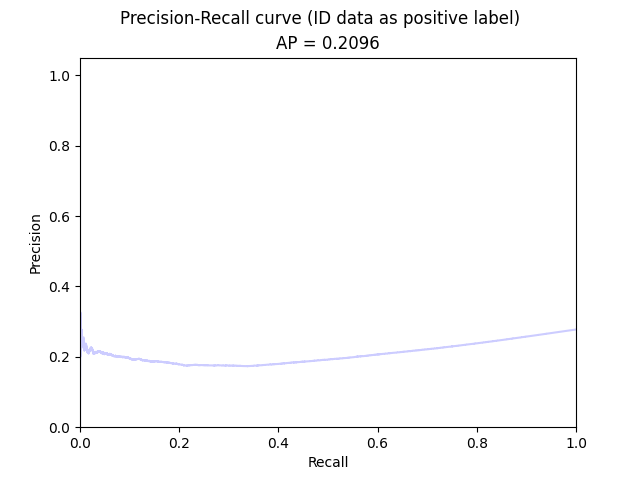 Precision-Recall curve (ID data as positive label)
AP = 0.2096
1.0
0.8
0.6
0.4
0.2
0.0
Precision
0.0 0.2 0.4 0.6 0.8 1.0
Recall